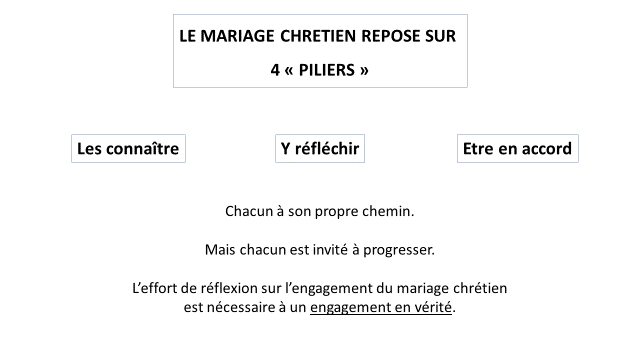 LE MARIAGE CHRETIEN REPOSE SUR
4 « PILIERS »
Les connaître
Y réfléchir
Etre en accord
Chacun à son propre chemin.
Mais chacun est invité à progresser.
L’effort de réflexion sur l’engagement du mariage chrétien
est nécessaire à un engagement en vérité.